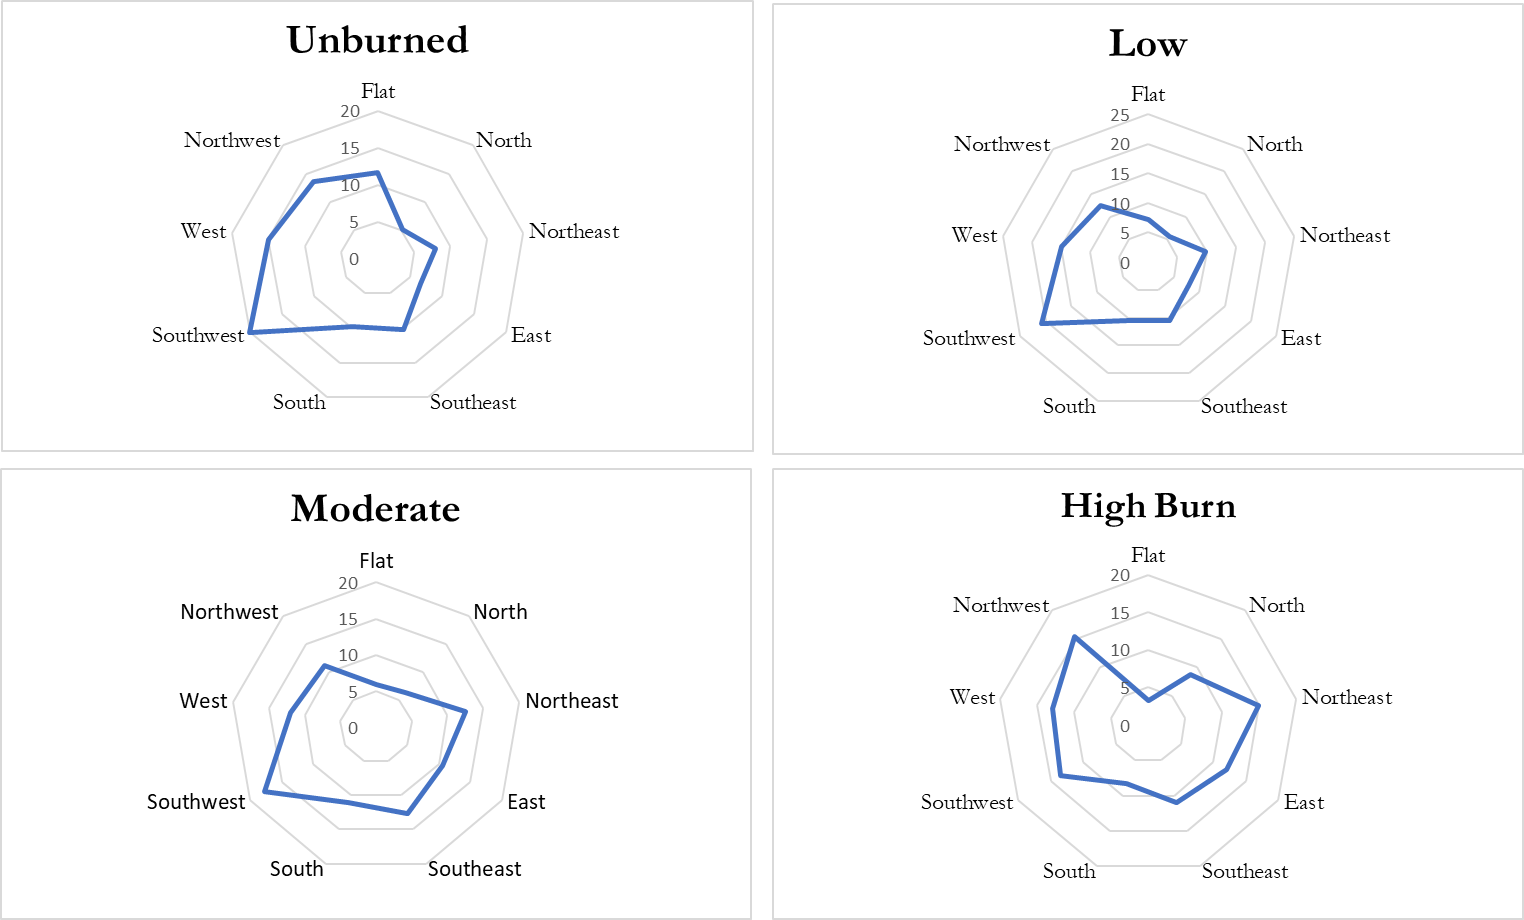 Unburned
Flat
20
Northwest
North
15
10
5
West
Northeast
0
Southwest
East
South
Southeast
Low
Flat
25
Northwest
North
20
15
10
5
West
Northeast
0
Southwest
East
South
Southeast
Moderate
Flat
20
Northwest
North
15
10
5
West
Northeast
0
Southwest
East
South
Southeast
High Burn
Flat
20
Northwest
North
15
10
5
West
Northeast
0
Southwest
East
South
Southeast